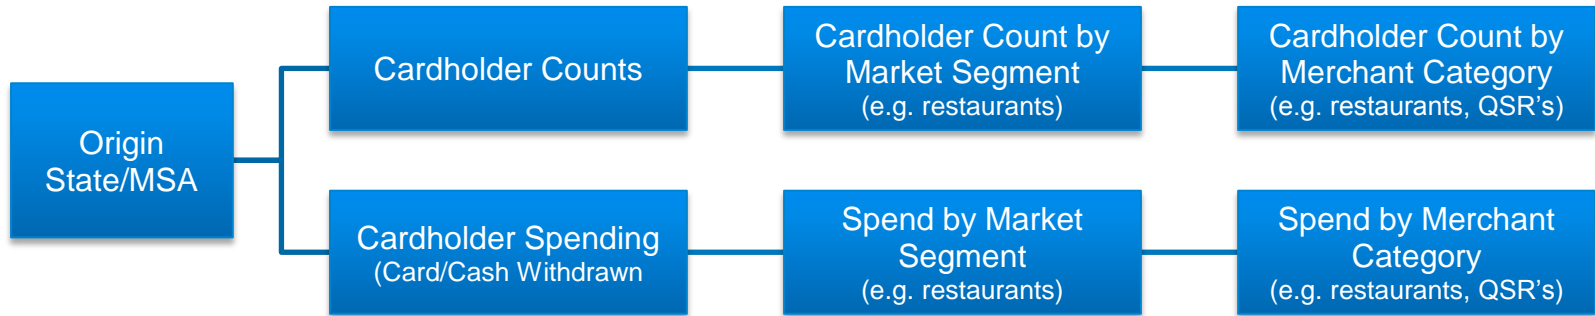 Origin
State/MSA
Cardholder Counts
Cardholder Count by
Market Segment
(e.g. restaurants)
Cardholder Count by
Merchant Category
(e.g. restaurants, QSR's)
Cardholder Spending
(Card/Cash Withdrawn
Spend by Market
Segment
(e.g. restaurants)
Spend by Merchant
Category
(e.g. restaurants, QSR's)